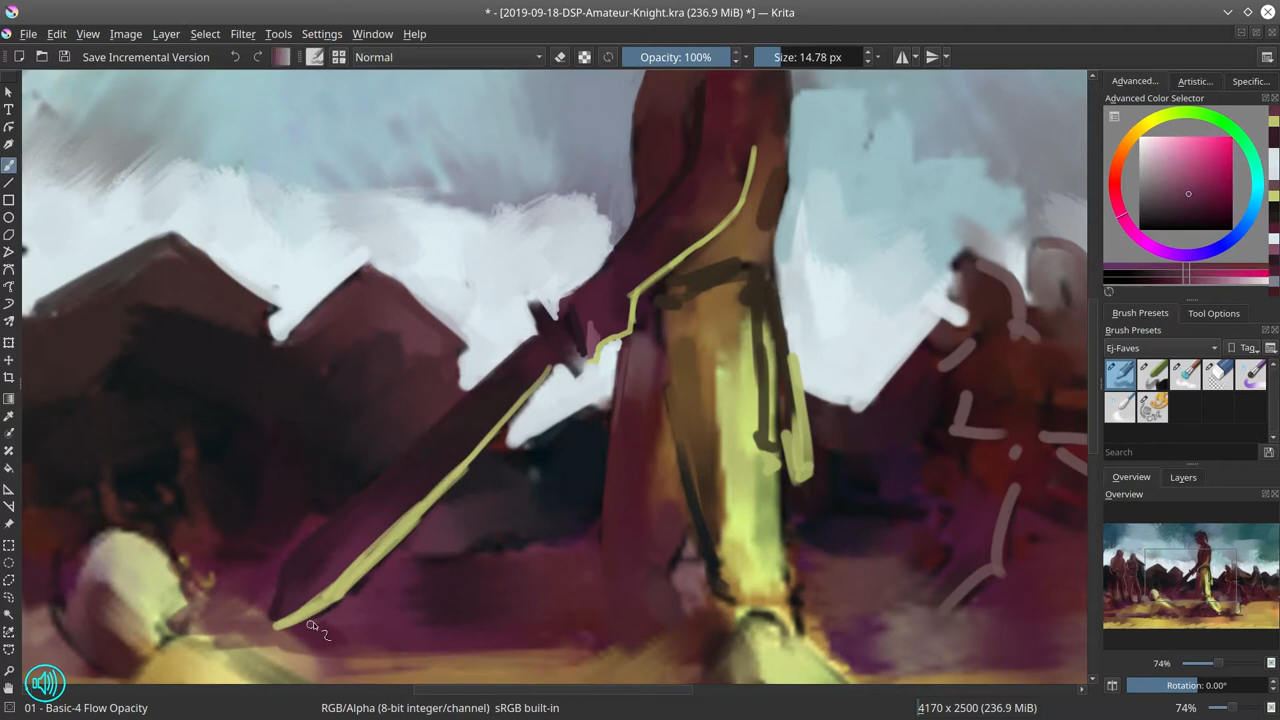 * - [2019-09-18-DSP-Amateur-Knight.kra (236.9 MiB) *] — Krita
File Edit View Image Layer Select Filter Tools Settings Window Help
Save Incremental Version Normal Opacity: 100% Size: 14.78 px
Advanced... Artistic... Specific...
Advanced Color Selector
Brush Presets Tool Options
Brush Presets
Ej-Faves Tag
Search
Overview Layers
Overview
74%
Rotation: 0.00°
01 - Basic-4 Flow Opacity RGB/Alpha (8-bit integer/channel) sRGB built-in 4170 x 2500 (236.9 MiB) 74%